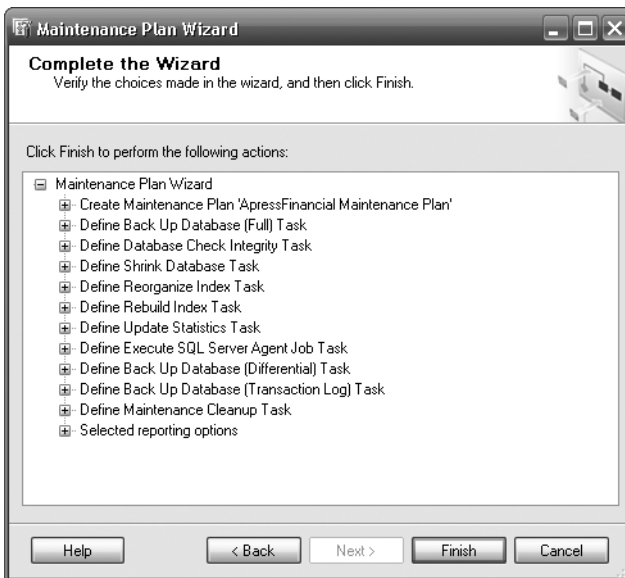 Maintenance Plan Wizard
Complete the Wizard
Verify the choices made in the wizard, and then click Finish.
Click Finish to perform the following actions:
Maintenance Plan Wizard
Create Maintenance Plan 'ApressFinancial Maintenance Plan'
Define Back Up Database (Full) Task
Define Database Check Integrity Task
Define Shrink Database Task
Define Reorganize Index Task
Define Rebuild Index Task
Define Update Statistics Task
Define Execute SQL Server Agent Job Task
Define Back Up Database (Differential) Task
Define Back Up Database (Transaction Log) Task
Define Maintenance Cleanup Task
Selected reporting options
Help < Back Next > Finish Cancel